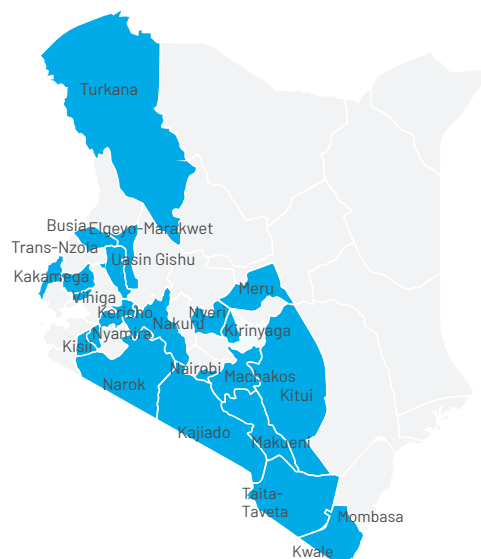 Turkana
Busia
Elgeyo-Marakwet
Trans-Nzola
Uasin Gishu
Kakamega
Vihiga
Meru
Kericho
Nakuru
Nyeri
Kirinyaga
Nyamira
Kisii
Nairobi
Narok
Machakos
Kitui
Kajiado
Makueni
Taita-
Taveta
Mombasa
Kwale